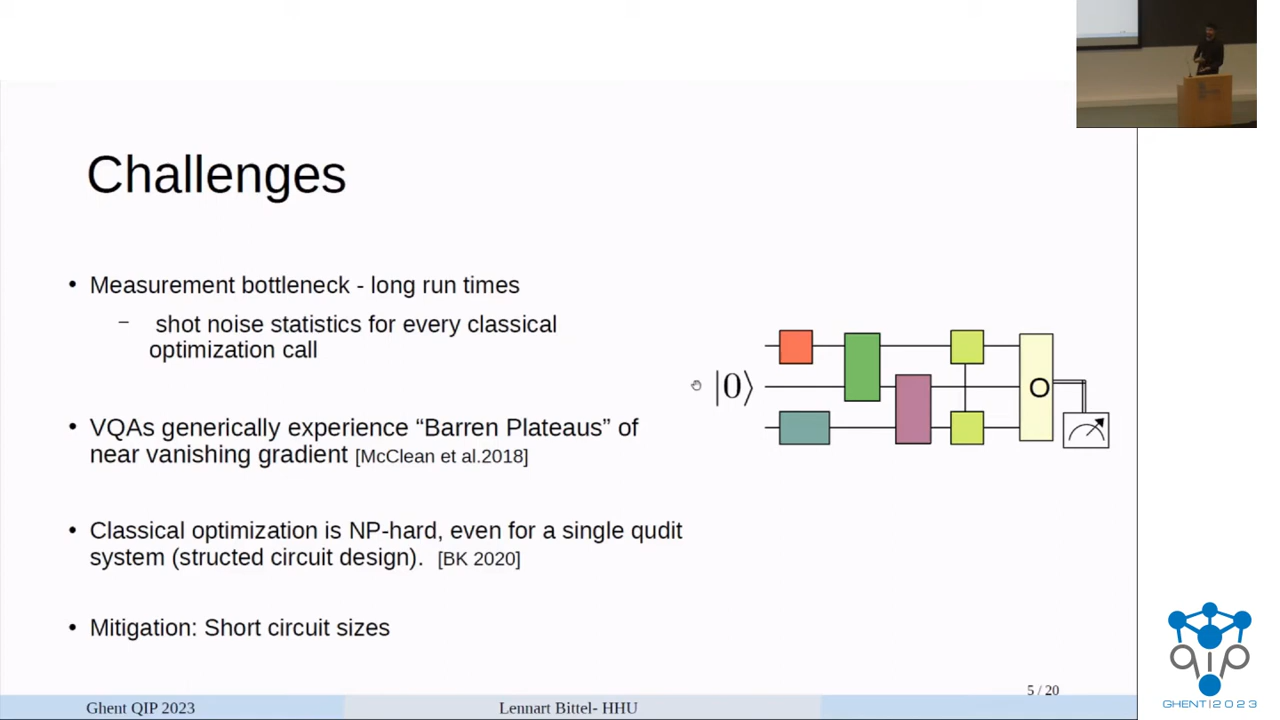 Challenges
• Measurement bottleneck - long run times
– shot noise statistics for every classical
optimization call
• VQAs generically experience “Barren Plateaus” of
near vanishing gradient [McClean et al.2018]
• Classical optimization is NP-hard, even for a single qudit
system (structed circuit design). [BK 2020]
• Mitigation: Short circuit sizes
|0⟩
O
5 / 20
Ghent QIP 2023
Lennart Bittel- HHU
qip
GHENT|2023